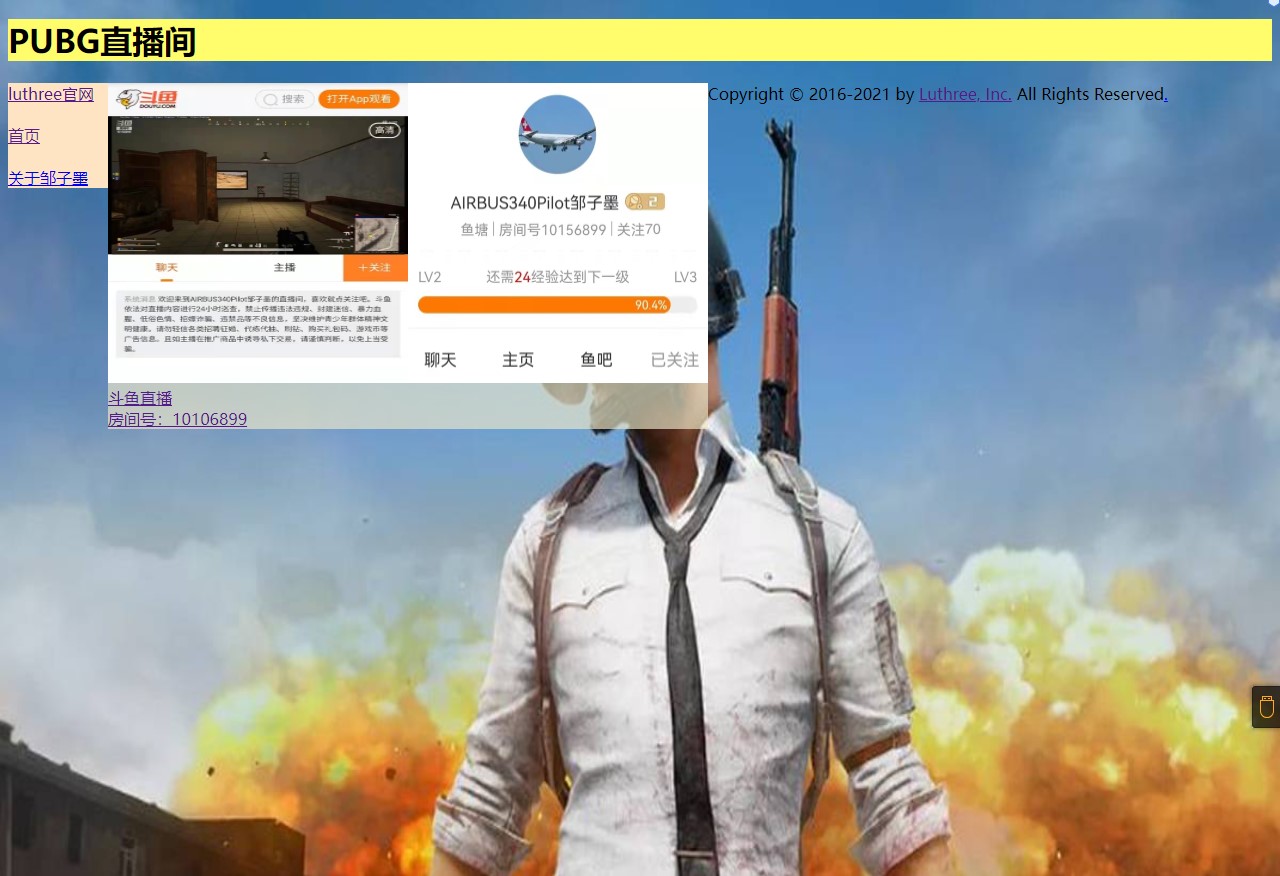 PUBG直播间
luthree官网
首页
关于邹子墨
斗鱼
DOUYU.COM
搜索
打开App观看
高清
聊天
主播
＋关注
系统消息 欢迎来到AIRBUS340Pilot邹子墨的直播间，喜欢就点关注吧。斗鱼
依法对直播内容进行24小时巡查，禁止传播违法违规、封建迷信、暴力血
腥、低俗色情、招嫖诈骗、违禁品等不良信息，坚决维护青少年群体精神文
明健康。请勿轻信各类招聘征婚、代练代抽、刷钻、购买礼包码、游戏币等
广告信息，且如主播在推广商品中诱导私下交易，请谨慎判断，以免上当受
骗。
AIRBUS340Pilot邹子墨
2
鱼塘 | 房间号10156899 | 关注70
LV2
还需24经验达到下一级
LV3
90.4%
聊天
主页
鱼吧
已关注
斗鱼直播
房间号：10106899
Copyright © 2016-2021 by Luthree, Inc. All Rights Reserved.